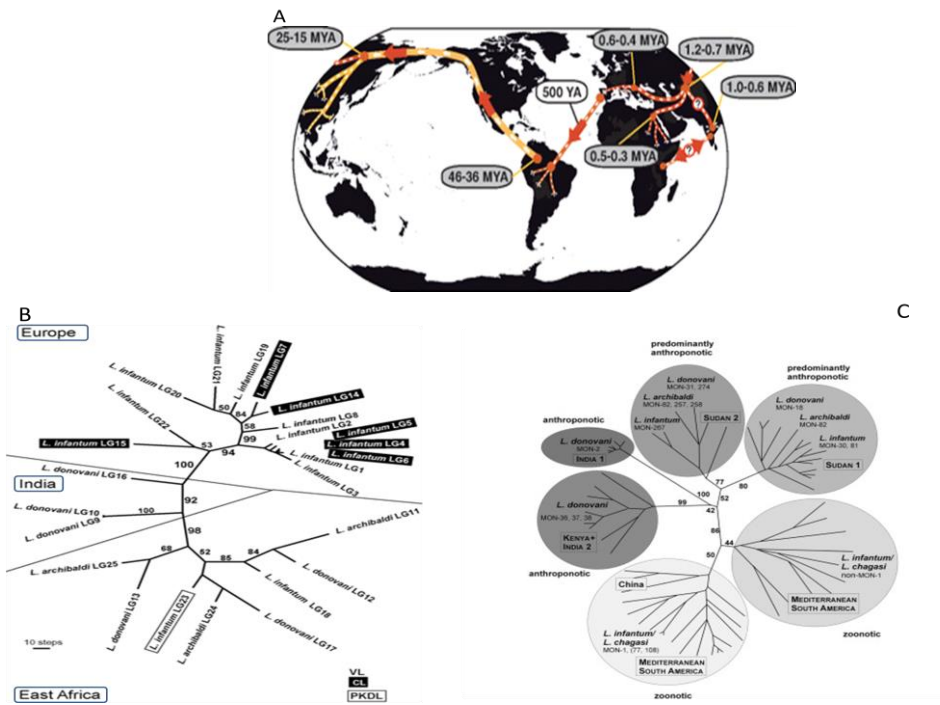 A
25-15 MYA
0.6-0.4 MYA
1.2-0.7 MYA
1.0-0.6 MYA
500 YA
?
0.5-0.3 MYA
?
46-36 MYA
B
Europe
L. infantum LG21
L. infantum LG19
L. infantum LG7
L. infantum LG20
50
64
L. infantum LG14
58
L. infantum LG8
L. infantum LG22
99
L. infantum LG2
L. infantum LG5
L. infantum LG15
53
94
L. infantum LG4
L. infantum LG6
L. infantum LG1
100
L. infantum LG3
L. donovani LG16
India
92
L. donovani LG10
100
L. donovani LG9
98
L. archibaldi LG11
68
52
84
L. archibaldi LG25
85
L. donovani LG12
L. donovani LG13
L. infantum LG23
L. infantum LG18
L. archibaldi LG24
L. donovani LG17
10 steps
VL
CL
PKDL
East Africa
C
predominantly
anthroponotic
predominantly
anthroponotic
L. donovani
MON-31, 274
L. archibaldi
MON-82, 257, 258
L. infantum
MON-267
SUDAN 2
L. donovani
MON-18
L. archibaldi
MON-82
L. infantum
MON-30, 81
SUDAN 1
anthroponotic
L. donovani
MON-2
INDIA 1
77
80
100
52
99
42
L. donovani
MON-36, 37, 38
KENYA+
INDIA 2
66
44
50
anthroponotic
L. infantum/
L. chagasi
non-MON-1
China
MEDITERRANEAN
SOUTH AMERICA
zoonotic
L. infantum/
L. chagasi
MON-1, (77, 108)
MEDITERRANEAN
SOUTH AMERICA
zoonotic